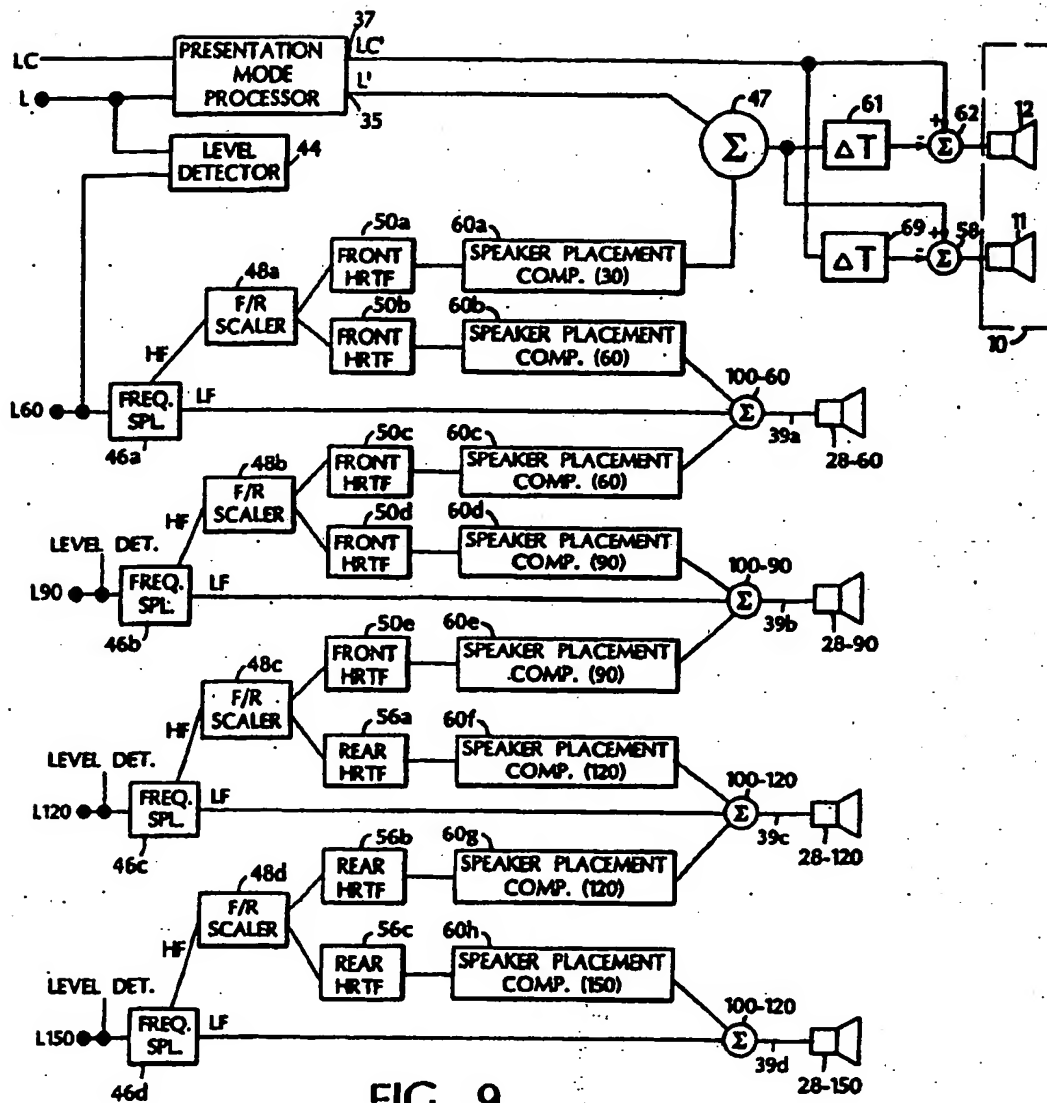 37
LC
PRESENTATION
MODE
PROCESSOR
LC'
L
L'
35
47
Σ
61
ΔT
+
-
Σ
62
12
LEVEL
DETECTOR
44
69
ΔT
+
-
Σ
58
11
10
50a
FRONT
HRTF
60a
SPEAKER PLACEMENT
COMP. (30)
48a
F/R
SCALER
50b
FRONT
HRTF
60b
SPEAKER PLACEMENT
COMP. (60)
HF
L60
FREQ.
SPL.
LF
46a
100-60
Σ
39a
28-60
50c
FRONT
HRTF
60c
SPEAKER PLACEMENT
COMP. (60)
48b
F/R
SCALER
50d
FRONT
HRTF
60d
SPEAKER PLACEMENT
COMP. (90)
HF
LEVEL DET.
L90
FREQ.
SPL.
LF
46b
100-90
Σ
39b
28-90
50e
FRONT
HRTF
60e
SPEAKER PLACEMENT
COMP. (90)
48c
F/R
SCALER
56a
REAR
HRTF
60f
SPEAKER PLACEMENT
COMP. (120)
HF
LEVEL DET.
L120
FREQ.
SPL.
LF
46c
100-120
Σ
39c
28-120
56b
REAR
HRTF
60g
SPEAKER PLACEMENT
COMP. (120)
48d
F/R
SCALER
56c
REAR
HRTF
60h
SPEAKER PLACEMENT
COMP. (150)
HF
LEVEL DET.
L150
FREQ.
SPL.
LF
46d
100-120
Σ
39d
28-150
FIG. 9